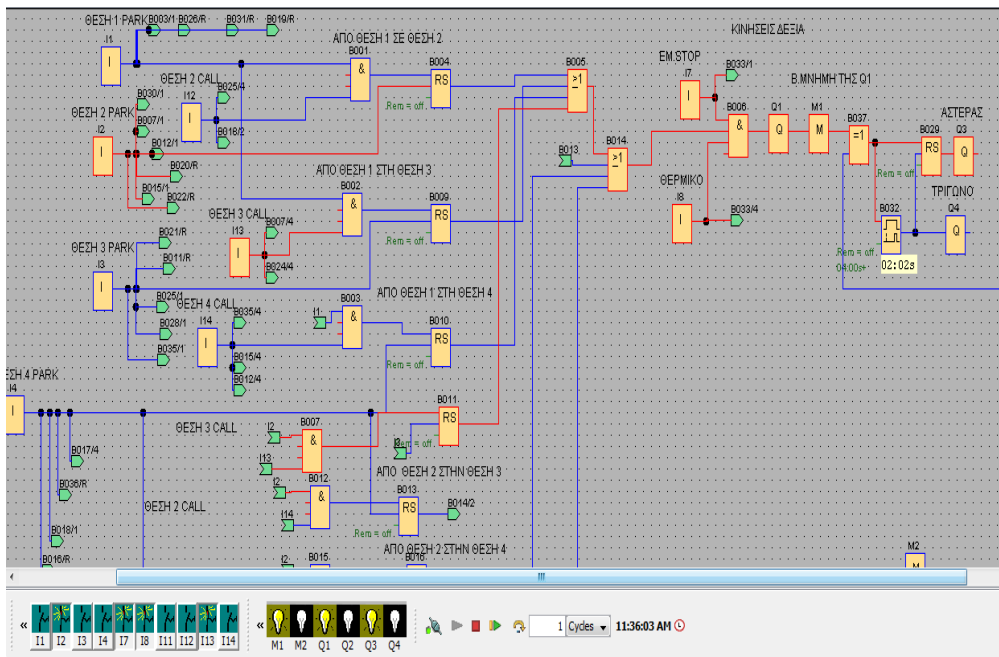 ΘΕΣΗ 1 PARK
B003/1
B026/R
B031/R
B019/R
ΚΙΝΗΣΕΙΣ ΔΕΞΙΑ
I1
I
ΑΠΟ ΘΕΣΗ 1 ΣΕ ΘΕΣΗ 2
B001
&
B004
RS
Rem = off
B005
≥1
EM.STOP
B033/1
I7
I
Β.ΜΝΗΜΗ ΤΗΣ Q1
ΘΕΣΗ 2 CALL
B025/4
I12
I
B018/2
B030/1
ΘΕΣΗ 2 PARK
B007/1
I2
I
B012/1
B020/R
B015/1
B022/R
B006
&
Q1
Q
M1
M
B037
=1
ΑΣΤΕΡΑΣ
B029
RS
Rem = off
Q3
Q
B013
B014
≥1
ΑΠΟ ΘΕΣΗ 1 ΣΤΗ ΘΕΣΗ 3
B002
&
B009
RS
Rem = off
ΘΕΡΜΙΚΟ
I8
I
B033/4
ΤΡΙΓΩΝΟ
B032
Q4
Q
Rem = off
04:00s+
02:02s
ΘΕΣΗ 3 CALL
B007/4
I13
I
B024/4
ΘΕΣΗ 3 PARK
B021/R
I3
I
B011/R
B025/1
B028/1
B035/1
ΘΕΣΗ 4 CALL
B035/4
I14
I
B015/4
B012/4
ΑΠΟ ΘΕΣΗ 1 ΣΤΗ ΘΕΣΗ 4
I1
B003
&
B010
RS
Rem = off
ΕΣΗ 4 PARK
I4
I
B017/4
B036/R
B018/1
B016/R
ΘΕΣΗ 3 CALL
I2
I13
B007
&
B011
RS
I3
Rem = off
ΑΠΟ ΘΕΣΗ 2 ΣΤΗΝ ΘΕΣΗ 3
ΘΕΣΗ 2 CALL
I2
I14
B012
&
B013
RS
Rem = off
B014/2
ΑΠΟ ΘΕΣΗ 2 ΣΤΗΝ ΘΕΣΗ 4
I2
B015
B016
M2
M
« I1 I2 I3 I4 I7 I8 I11 I12 I13 I14
« M1 M2 Q1 Q2 Q3 Q4
1 Cycles 11:36:03 AM